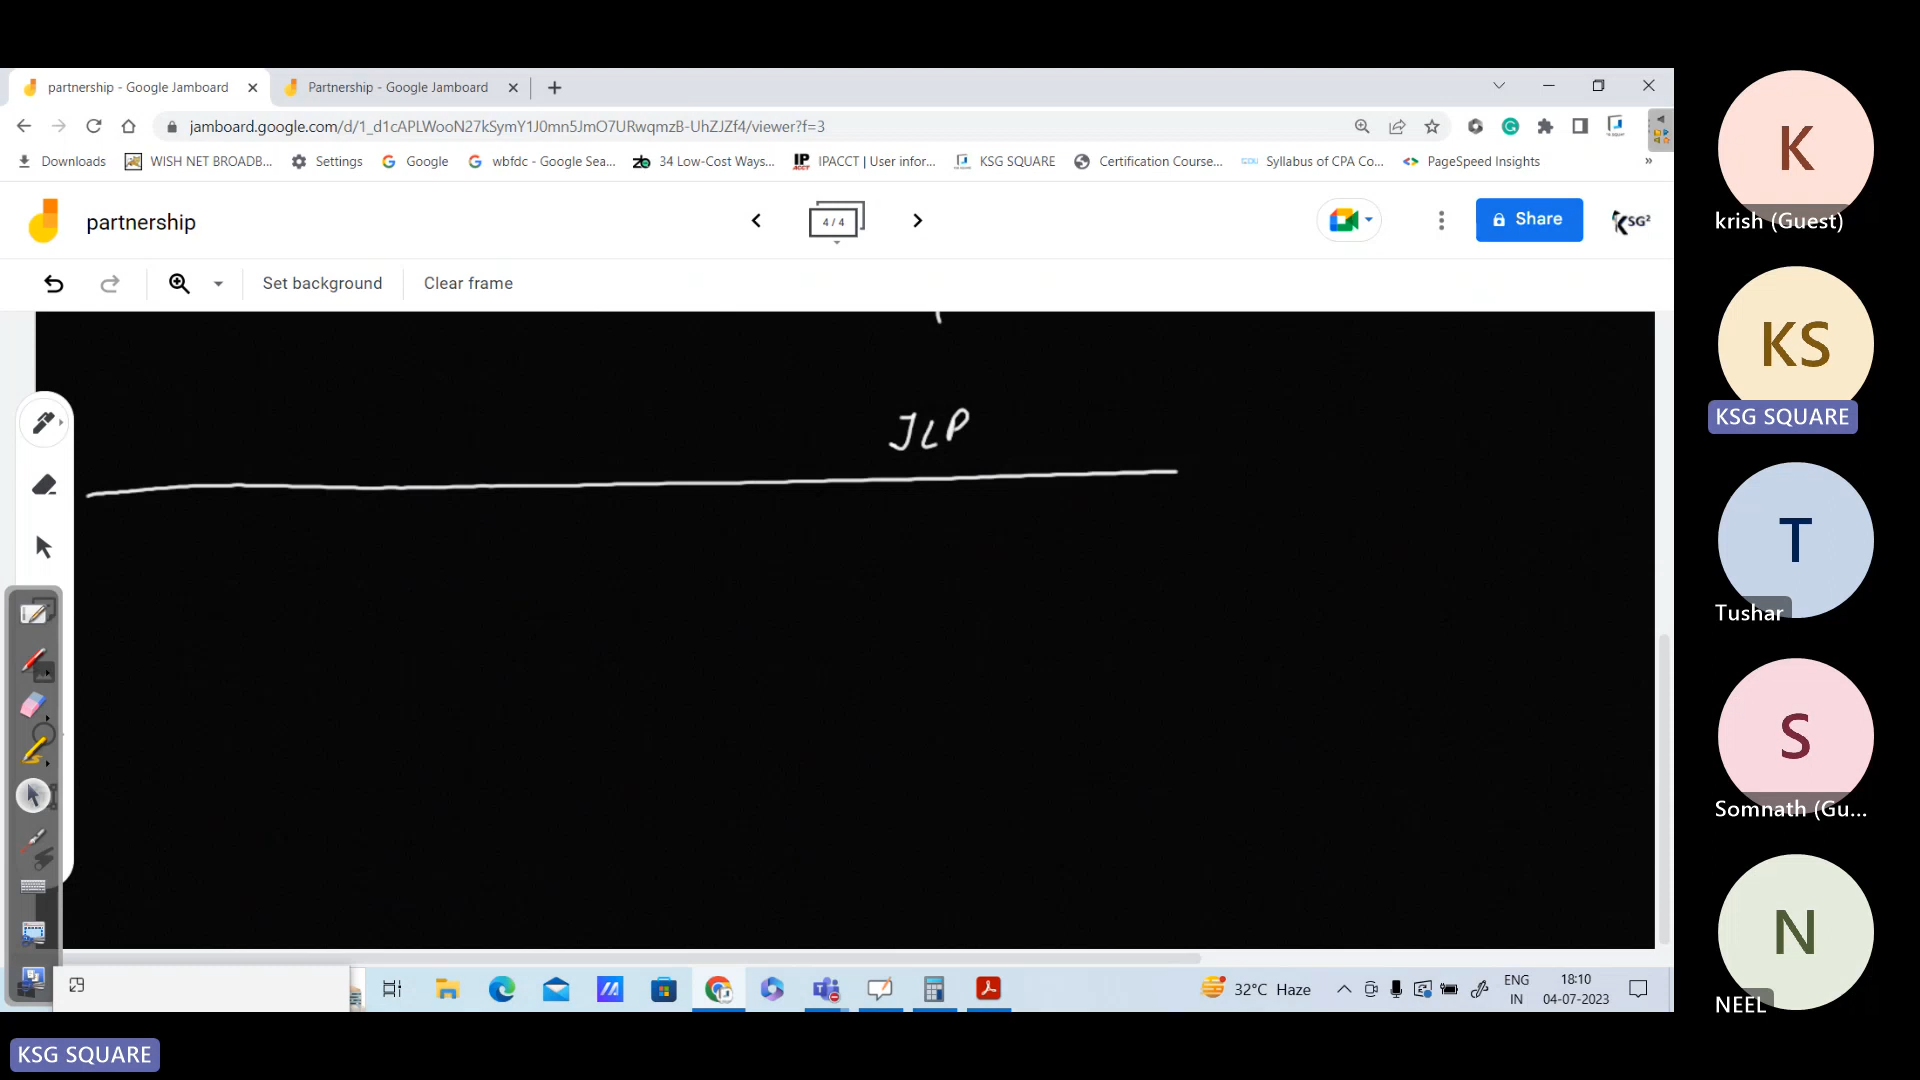 partnership - Google Jamboard
Partnership - Google Jamboard
jamboard.google.com/d/1_d1cAPLWooN27kSymY1J0mn5JmO7URwqmzB-UhZJZf4/viewer?f=3
Downloads WISH NET BROADB... Settings Google wbfdc - Google Sea... 34 Low-Cost Ways... IPACCT | User infor... KSG SQUARE Certification Course... Syllabus of CPA Co... PageSpeed Insights »
partnership
4 / 4
Share
KSG²
Set background
Clear frame
JLP
32°C Haze
ENG
IN
18:10
04-07-2023
K
krish (Guest)
KS
KSG SQUARE
T
Tushar
S
Somnath (Gu...
N
NEEL
KSG SQUARE